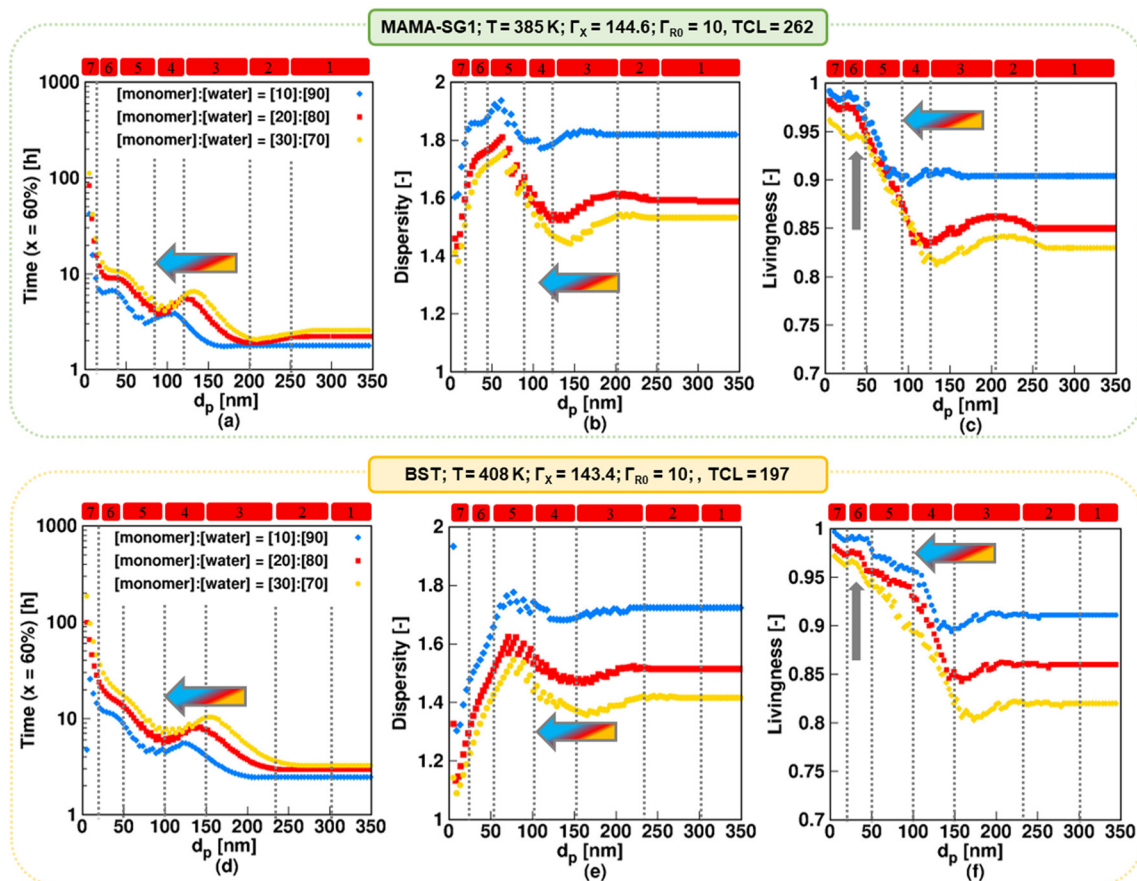 MAMA-SG1; T = 385 K; Γ_X = 144.6; Γ_R0 = 10, TCL = 262
7 6 5 4 3 2 1
7 6 5 4 3 2 1
7 6 5 4 3 2 1
Time (x = 60%) [h]
1000
100
10
1
[monomer]:[water] = [10]:[90]
[monomer]:[water] = [20]:[80]
[monomer]:[water] = [30]:[70]
0 50 100 150 200 250 300 350
d_p [nm]
(a)
Dispersity [-]
2
1.8
1.6
1.4
1.2
1
0 50 100 150 200 250 300 350
d_p [nm]
(b)
Livingness [-]
1
0.95
0.9
0.85
0.8
0.7
0 50 100 150 200 250 300 350
d_p [nm]
(c)
BST; T = 408 K; Γ_X = 143.4; Γ_R0 = 10; , TCL = 197
7 6 5 4 3 2 1
7 6 5 4 3 2 1
7 6 5 4 3 2 1
Time (x = 60%) [h]
1000
100
10
1
[monomer]:[water] = [10]:[90]
[monomer]:[water] = [20]:[80]
[monomer]:[water] = [30]:[70]
0 50 100 150 200 250 300 350
d_p [nm]
(d)
Dispersity [-]
2
1.8
1.6
1.4
1.2
1
0 50 100 150 200 250 300 350
d_p [nm]
(e)
Livingness [-]
1
0.95
0.9
0.85
0.8
0.7
0 50 100 150 200 250 300 350
d_p [nm]
(f)